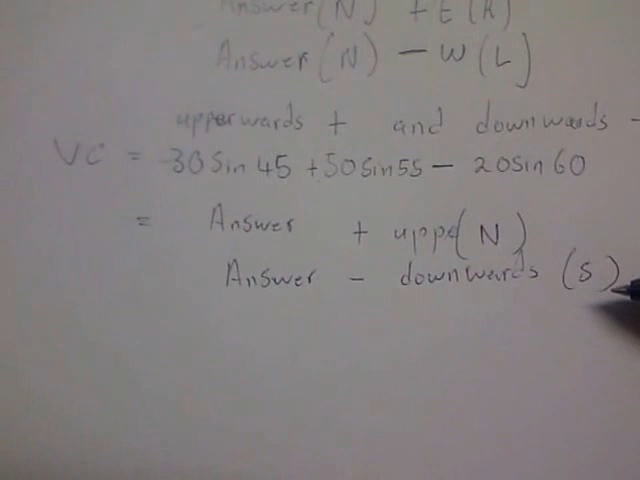 Answer (N) + E (R)
Answer (N) - W (L)
upperwards + and downwards -
VC = 30 Sin 45 + 50 Sin 55 - 20 Sin 60
= Answer + uppe (N)
Answer - downwards (S)